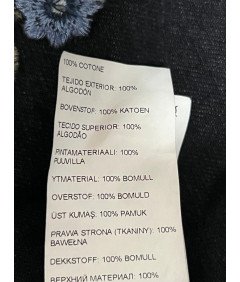 100% COTONE
TEJIDO EXTERIOR: 100%
ALGODÓN
BOVENSTOF: 100% KATOEN
TECIDO SUPERIOR: 100%
ALGODÃO
PINTAMATERIAALI: 100%
PUUVILLA
YTMATERIAL: 100% BOMULL
OVERSTOF: 100% BOMULD
ÜST KUMAŞ: 100% PAMUK
PRAWA STRONA (TKANINY): 100%
BAWEŁNA
DEKKSTOFF: 100% BOMULL
ВЕРХНИЙ МАТЕРИАЛ: 100%